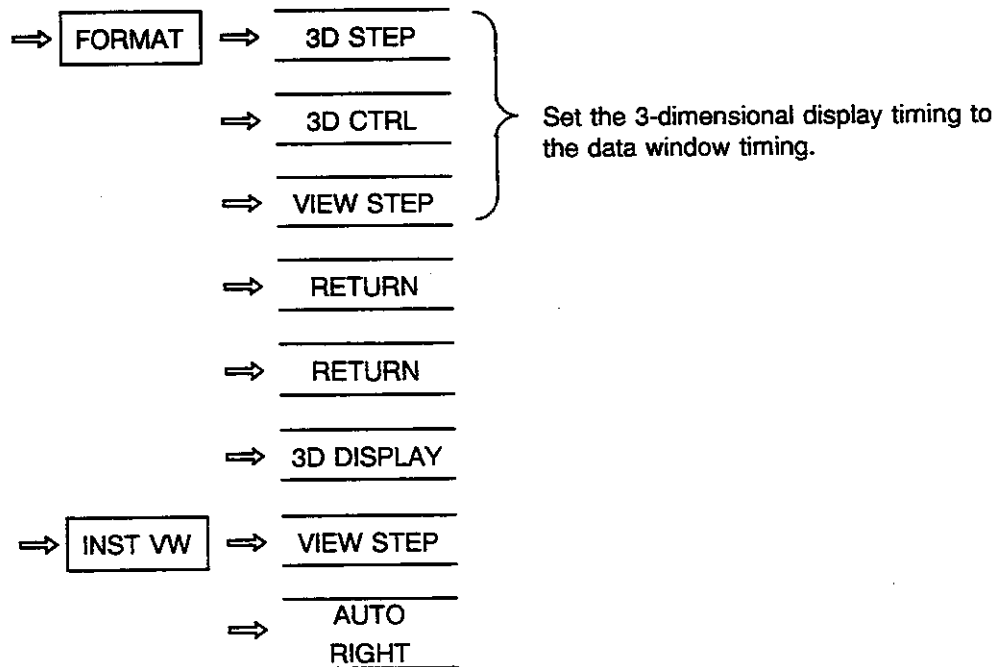 FORMAT 3D STEP
3D CTRL
Set the 3-dimensional display timing to
the data window timing.
VIEW STEP
RETURN
RETURN
3D DISPLAY
INST VW VIEW STEP
AUTO
RIGHT